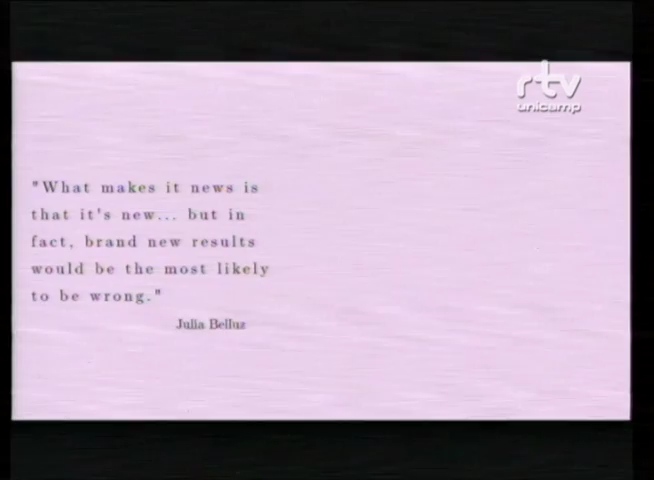 rtv
unicamp
"What makes it news is
that it's new... but in
fact, brand new results
would be the most likely
to be wrong."
Julia Belluz